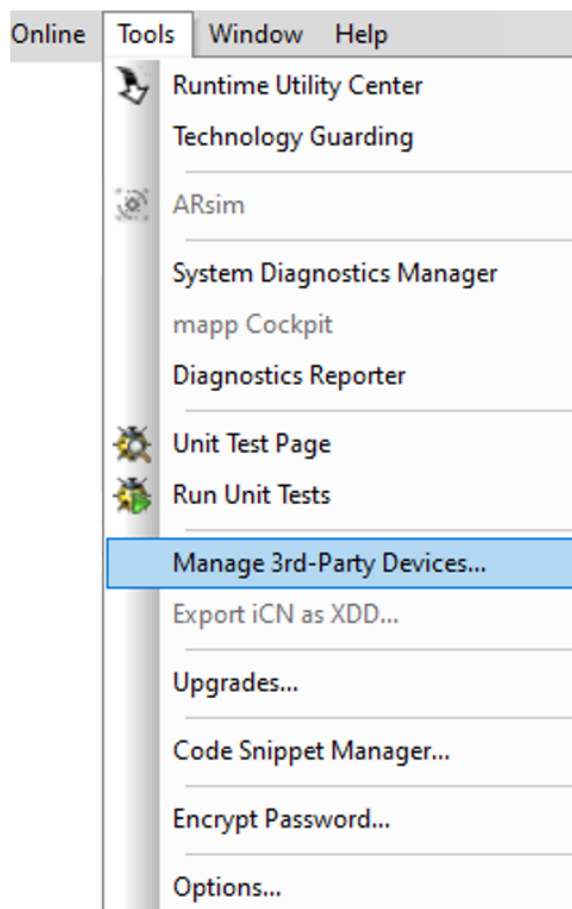 Online Tools Window Help
Runtime Utility Center
Technology Guarding
ARsim
System Diagnostics Manager
mapp Cockpit
Diagnostics Reporter
Unit Test Page
Run Unit Tests
Manage 3rd-Party Devices...
Export iCN as XDD...
Upgrades...
Code Snippet Manager...
Encrypt Password...
Options...